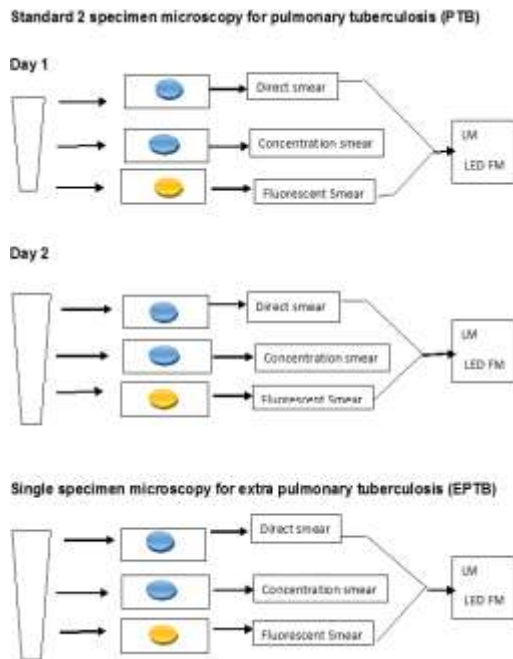 Standard 2 specimen microscopy for pulmonary tuberculosis (PTB)
Day 1
Direct smear
Concentration smear
Fluorescent Smear
LM
LED FM
Day 2
Direct smear
Concentration smear
Fluorescent Smear
LM
LED FM
Single specimen microscopy for extra pulmonary tuberculosis (EPTB)
Direct smear
Concentration smear
Fluorescent Smear
LM
LED FM